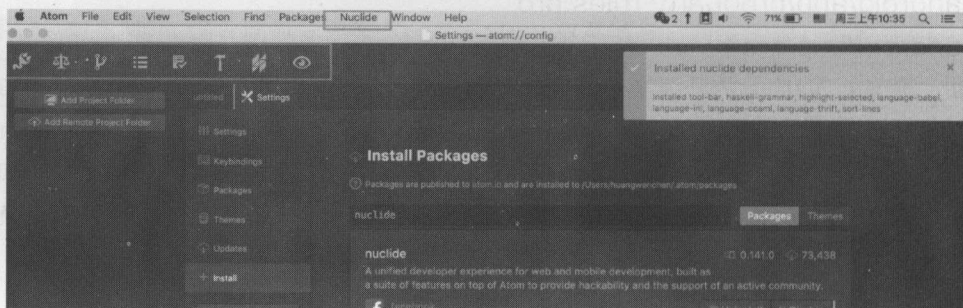 Atom File Edit View Selection Find Packages Nuclide Window Help
2 71% 周三上午10:35
Settings — atom://config
Installed nuclide dependencies
Installed tool-bar, haskell-grammar, highlight-selected, language-babel,
language-ini, language-ocaml, language-thrift, sort-lines
Add Project Folder
Add Remote Project Folder
untitled
Settings
Settings
Keybindings
Packages
Themes
Updates
Install
Install Packages
Packages are published to atom.io and are installed to /Users/huangwenchen/.atom/packages
nuclide
Packages Themes
nuclide
0.141.0 73,438
A unified developer experience for web and mobile development, built as
a suite of features on top of Atom to provide hackability and the support of an active community.
facebook